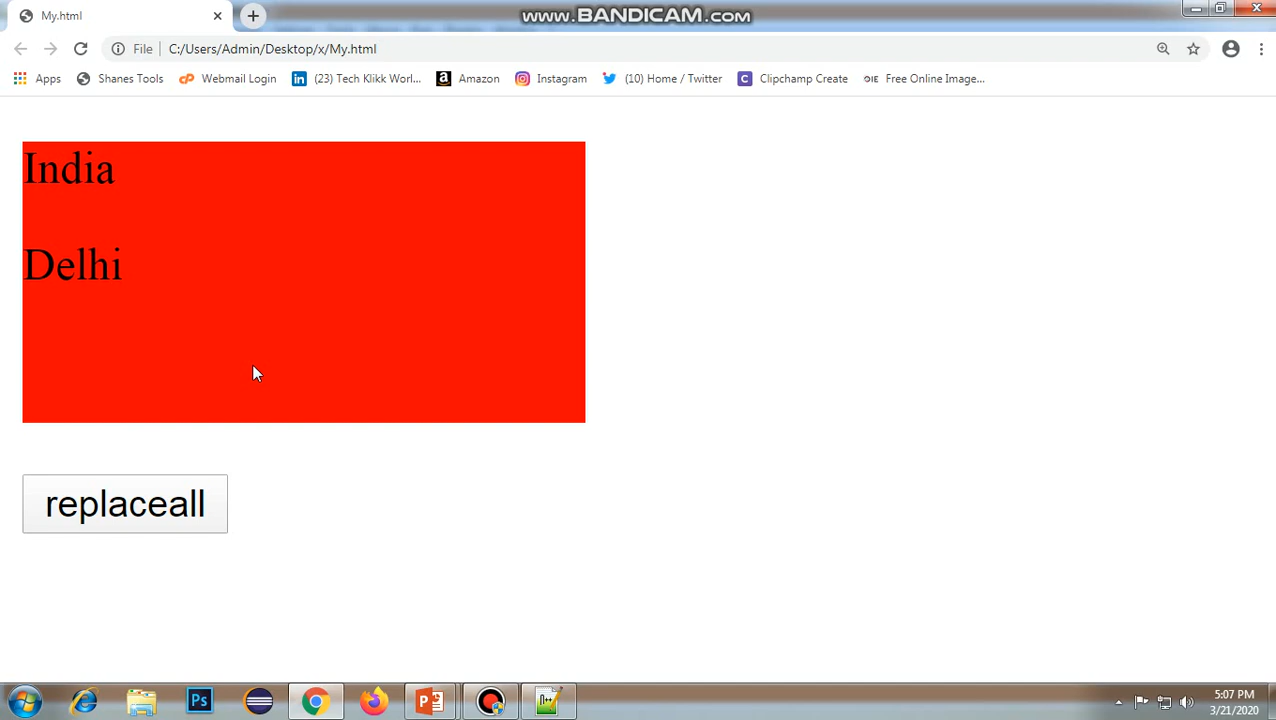 My.html
www.BANDICAM.com
File
C:/Users/Admin/Desktop/x/My.html
Apps
Shanes Tools
Webmail Login
(23) Tech Klikk Worl...
Amazon
Instagram
(10) Home / Twitter
Clipchamp Create
Free Online Image...
India
Delhi
replaceall
5:07 PM
3/21/2020